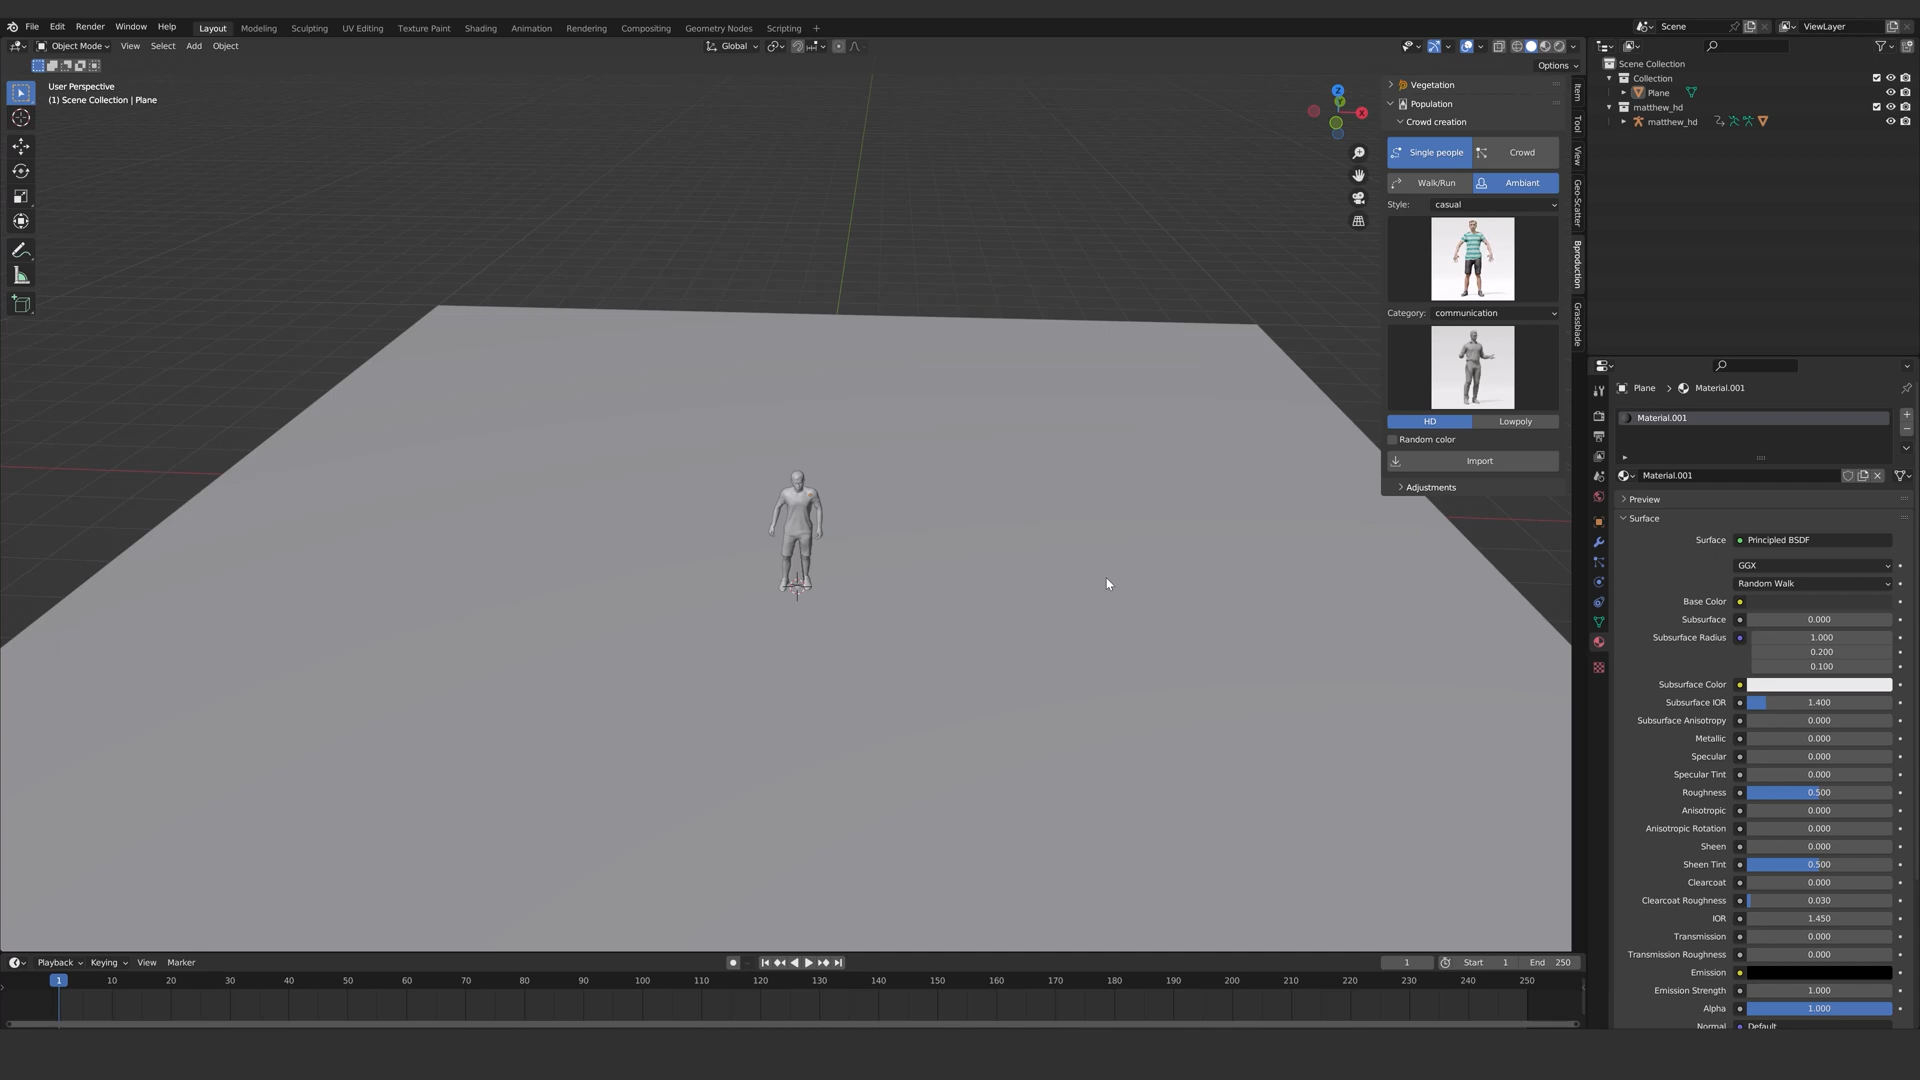 File Edit Render Window Help Layout Modeling Sculpting UV Editing Texture Paint Shading Animation Rendering Compositing Geometry Nodes Scripting + Scene ViewLayer
Object Mode View Select Add Object Global
Options
User Perspective
(1) Scene Collection | Plane
Z
Y
X
Vegetation
Population
Crowd creation
Single people Crowd
Walk/Run Ambiant
Style: casual
Category: communication
HD Lowpoly
Random color
Import
Adjustments
Item
Tool
View
Geo-Scatter
Bproduction
Grassblade
Scene Collection
Collection
Plane
matthew_hd
matthew_hd
Plane > Material.001
Material.001
Material.001
Preview
Surface
Surface Principled BSDF
GGX
Random Walk
Base Color
Subsurface 0.000
Subsurface Radius 1.000
0.200
0.100
Subsurface Color
Subsurface IOR 1.400
Subsurface Anisotropy 0.000
Metallic 0.000
Specular 0.000
Specular Tint 0.000
Roughness 0.500
Anisotropic 0.000
Anisotropic Rotation 0.000
Sheen 0.000
Sheen Tint 0.500
Clearcoat 0.000
Clearcoat Roughness 0.030
IOR 1.450
Transmission 0.000
Transmission Roughness 0.000
Emission
Emission Strength 1.000
Alpha 1.000
Normal Default
Playback Keying View Marker 1 Start 1 End 250
1 10 20 30 40 50 60 70 80 90 100 110 120 130 140 150 160 170 180 190 200 210 220 230 240 250